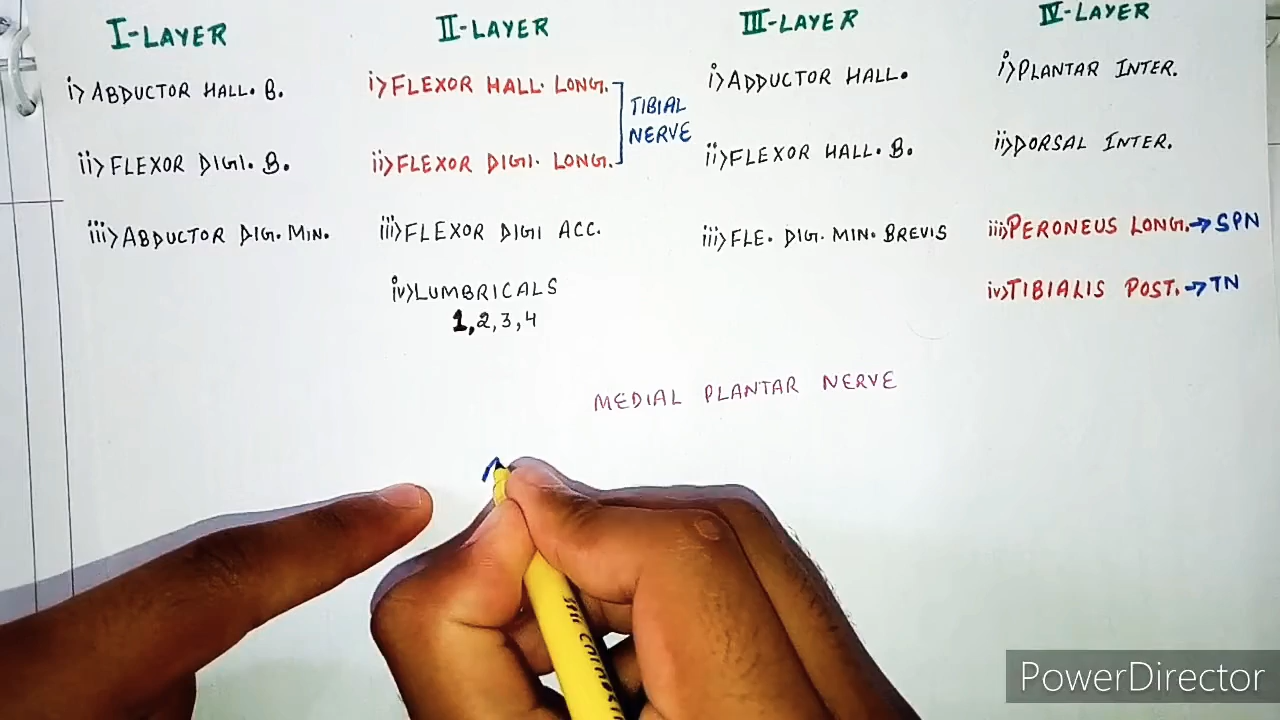 I-LAYER
i) ABDUCTOR HALL. B.
ii) FLEXOR DIGI. B.
iii) ABDUCTOR DIG. MIN.
II-LAYER
i) FLEXOR HALL. LONG.
ii) FLEXOR DIGI. LONG.
TIBIAL
NERVE
iii) FLEXOR DIGI ACC.
iv) LUMBRICALS
1, 2, 3, 4
III-LAYER
i) ADDUCTOR HALL.
ii) FLEXOR HALL. B.
iii) FLE. DIG. MIN. BREVIS
IV-LAYER
i) PLANTAR INTER.
ii) DORSAL INTER.
iii) PERONEUS LONG. → SPN
iv) TIBIALIS POST. → TN
MEDIAL PLANTAR NERVE
PowerDirector